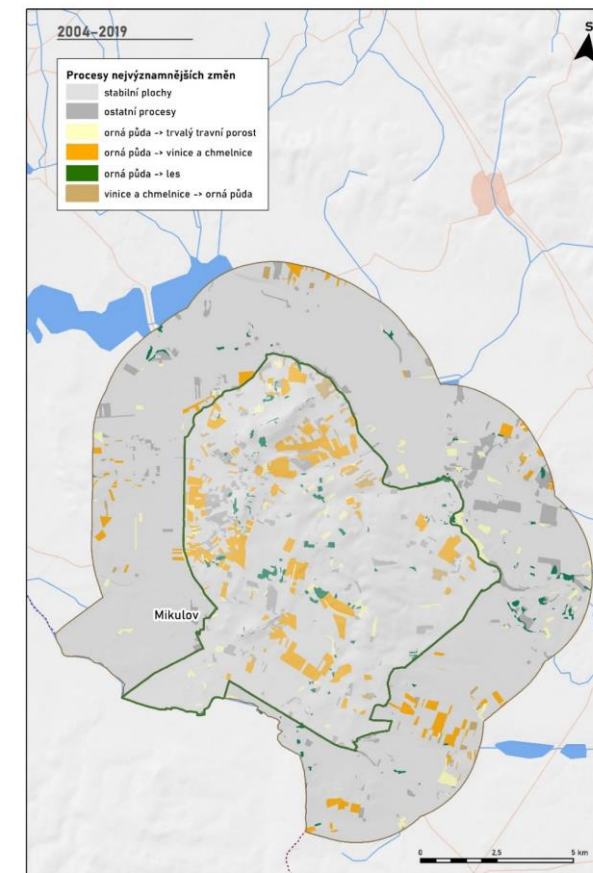 2004–2019
S
Procesy nejvýznamnějších změn
stabilní plochy
ostatní procesy
orná půda -> trvalý travní porost
orná půda -> vinice a chmelnice
orná půda -> les
vinice a chmelnice -> orná půda
Mikulov
0 2,5 5 km